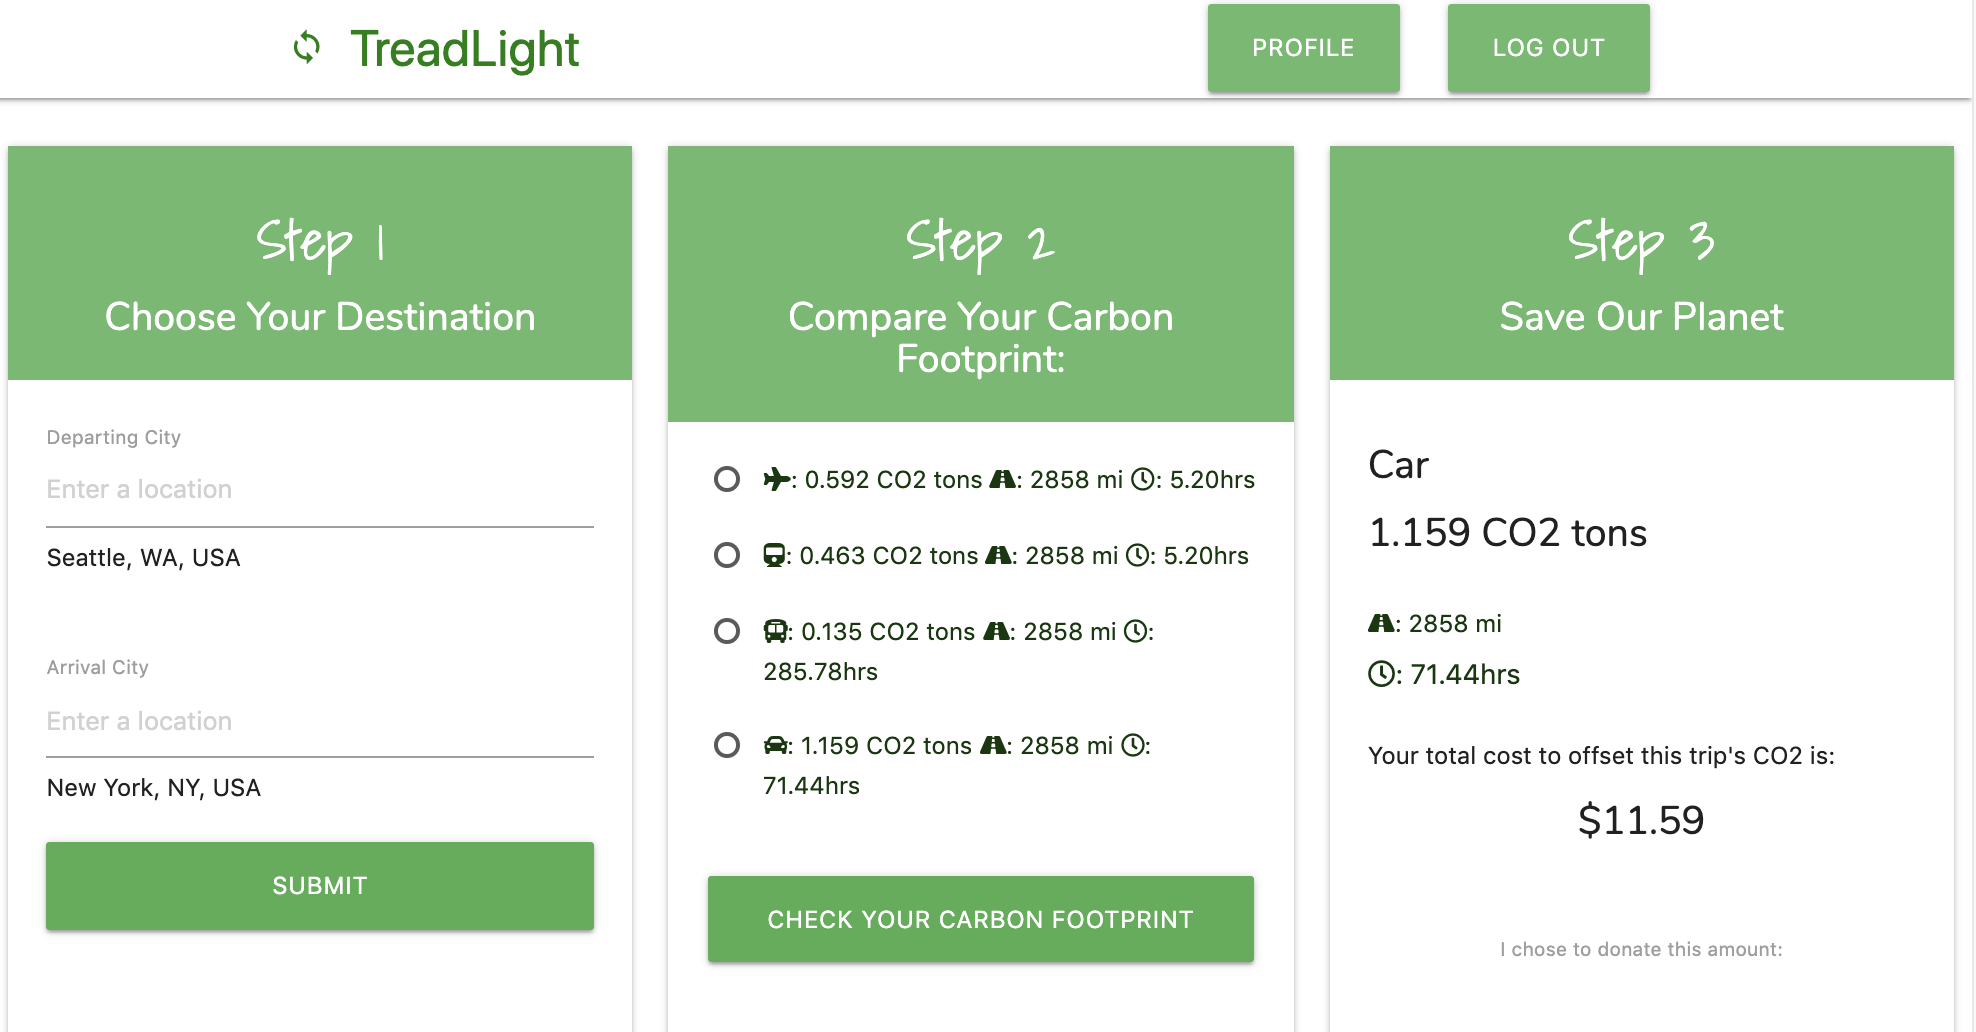 TreadLight
PROFILE
LOG OUT
Step 1
Choose Your Destination
Departing City
Enter a location
Seattle, WA, USA
Arrival City
Enter a location
New York, NY, USA
SUBMIT
Step 2
Compare Your Carbon
Footprint:
: 0.592 CO2 tons : 2858 mi : 5.20hrs
: 0.463 CO2 tons : 2858 mi : 5.20hrs
: 0.135 CO2 tons : 2858 mi :
285.78hrs
: 1.159 CO2 tons : 2858 mi :
71.44hrs
CHECK YOUR CARBON FOOTPRINT
Step 3
Save Our Planet
Car
1.159 CO2 tons
: 2858 mi
: 71.44hrs
Your total cost to offset this trip's CO2 is:
$11.59
I chose to donate this amount: